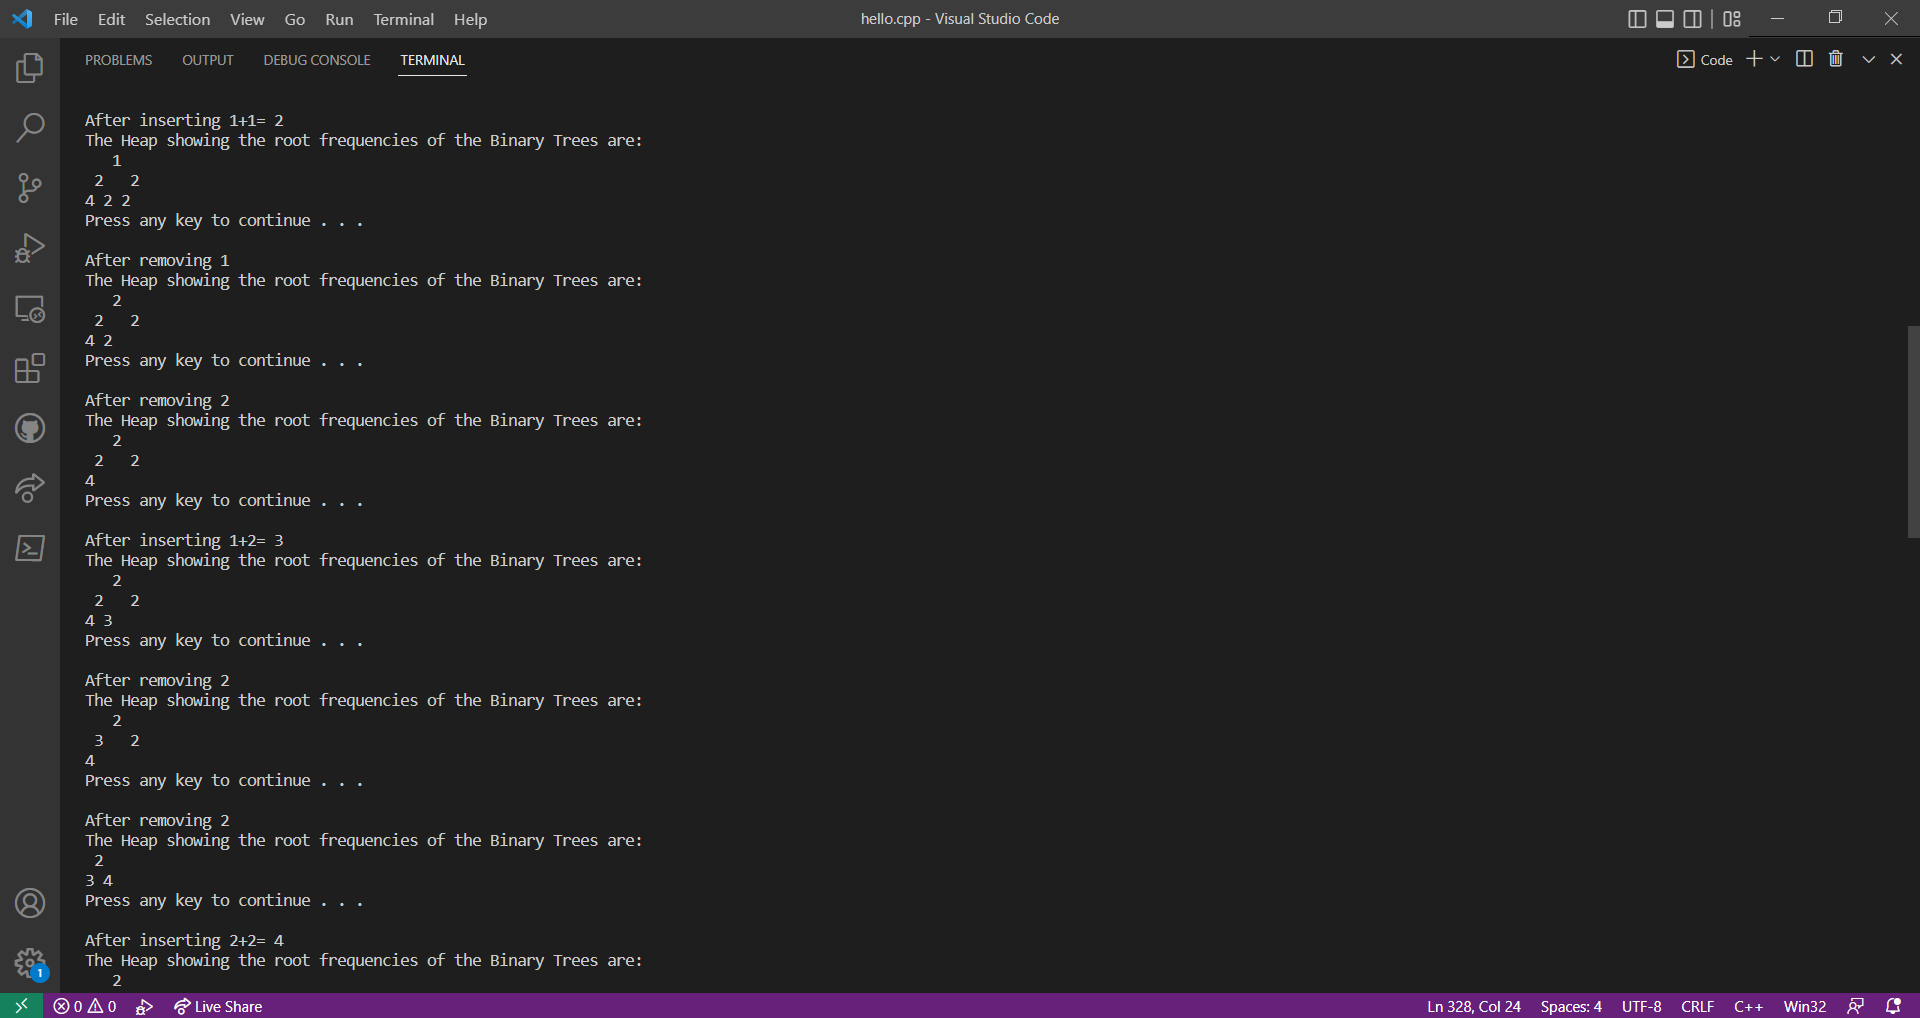 File Edit Selection View Go Run Terminal Help hello.cpp - Visual Studio Code
PROBLEMS OUTPUT DEBUG CONSOLE TERMINAL Code
After inserting 1+1= 2
The Heap showing the root frequencies of the Binary Trees are:
   1
 2   2
4 2 2
Press any key to continue . . .
After removing 1
The Heap showing the root frequencies of the Binary Trees are:
   2
 2   2
4 2
Press any key to continue . . .
After removing 2
The Heap showing the root frequencies of the Binary Trees are:
   2
 2   2
4
Press any key to continue . . .
After inserting 1+2= 3
The Heap showing the root frequencies of the Binary Trees are:
   2
 2   2
4 3
Press any key to continue . . .
After removing 2
The Heap showing the root frequencies of the Binary Trees are:
   2
 3   2
4
Press any key to continue . . .
After removing 2
The Heap showing the root frequencies of the Binary Trees are:
 2
3 4
Press any key to continue . . .
After inserting 2+2= 4
The Heap showing the root frequencies of the Binary Trees are:
   2
1
0 0 Live Share Ln 328, Col 24 Spaces: 4 UTF-8 CRLF C++ Win32